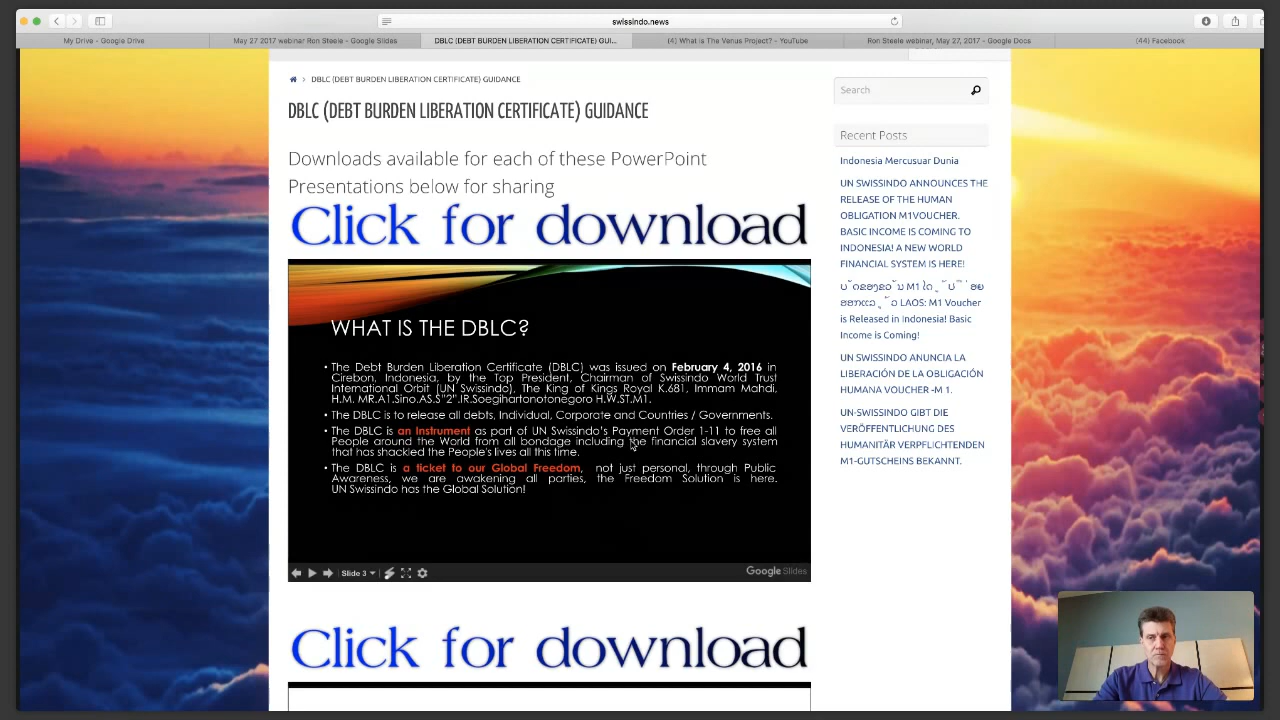 swissindo.news
My Drive - Google Drive
May 27 2017 webinar Ron Steele - Google Slides
DBLC (DEBT BURDEN LIBERATION CERTIFICATE) GUI...
(4) What is The Venus Project? - YouTube
Ron Steele webinar, May 27, 2017 - Google Docs
(44) Facebook
DBLC (DEBT BURDEN LIBERATION CERTIFICATE) GUIDANCE
DBLC (DEBT BURDEN LIBERATION CERTIFICATE) GUIDANCE
Downloads available for each of these PowerPoint
Presentations below for sharing
Click for download
WHAT IS THE DBLC?
• The Debt Burden Liberation Certificate (DBLC) was issued on February 4, 2016 in
Cirebon, Indonesia, by the Top President, Chairman of Swissindo World Trust
International Orbit (UN Swissindo), The King of Kings Royal K.681, Immam Mahdi,
H.M. MR.A1.Sino.AS.S"2".IR.Soegihartonotonegoro H.W.ST.M1.
• The DBLC is to release all debts, Individual, Corporate and Countries / Governments.
• The DBLC is an Instrument as part of UN Swissindo's Payment Order 1-11 to free all
People around the World from all bondage including the financial slavery system
that has shackled the People's lives all this time.
• The DBLC is a ticket to our Global Freedom, not just personal, through Public
Awareness, we are awakening all parties, the Freedom Solution is here.
UN Swissindo has the Global Solution!
Slide 3
Google Slides
Click for download
Search
Recent Posts
Indonesia Mercusuar Dunia
UN SWISSINDO ANNOUNCES THE
RELEASE OF THE HUMAN
OBLIGATION M1VOUCHER.
BASIC INCOME IS COMING TO
INDONESIA! A NEW WORLD
FINANCIAL SYSTEM IS HERE!
M1
LAOS: M1 Voucher
is Released in Indonesia! Basic
Income is Coming!
UN SWISSINDO ANUNCIA LA
LIBERACIÓN DE LA OBLIGACIÓN
HUMANA VOUCHER -M 1.
UN-SWISSINDO GIBT DIE
VERÖFFENTLICHUNG DES
HUMANITÄR VERPFLICHTENDEN
M1-GUTSCHEINS BEKANNT.